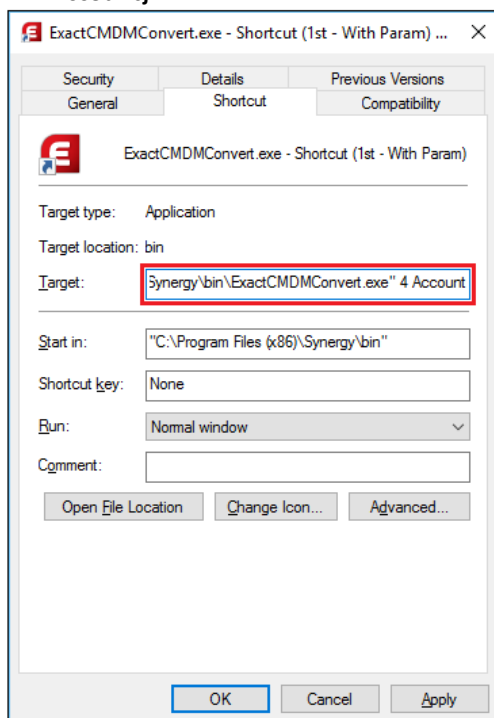 ExactCMDMConvert.exe - Shortcut (1st - With Param) ...
Security Details Previous Versions
General Shortcut Compatibility
ExactCMDMConvert.exe - Shortcut (1st - With Param)
Target type: Application
Target location: bin
Target: Synergy\bin\ExactCMDMConvert.exe" 4 Account
Start in: "C:\Program Files (x86)\Synergy\bin"
Shortcut key: None
Run: Normal window
Comment:
Open File Location Change Icon... Advanced...
OK Cancel Apply